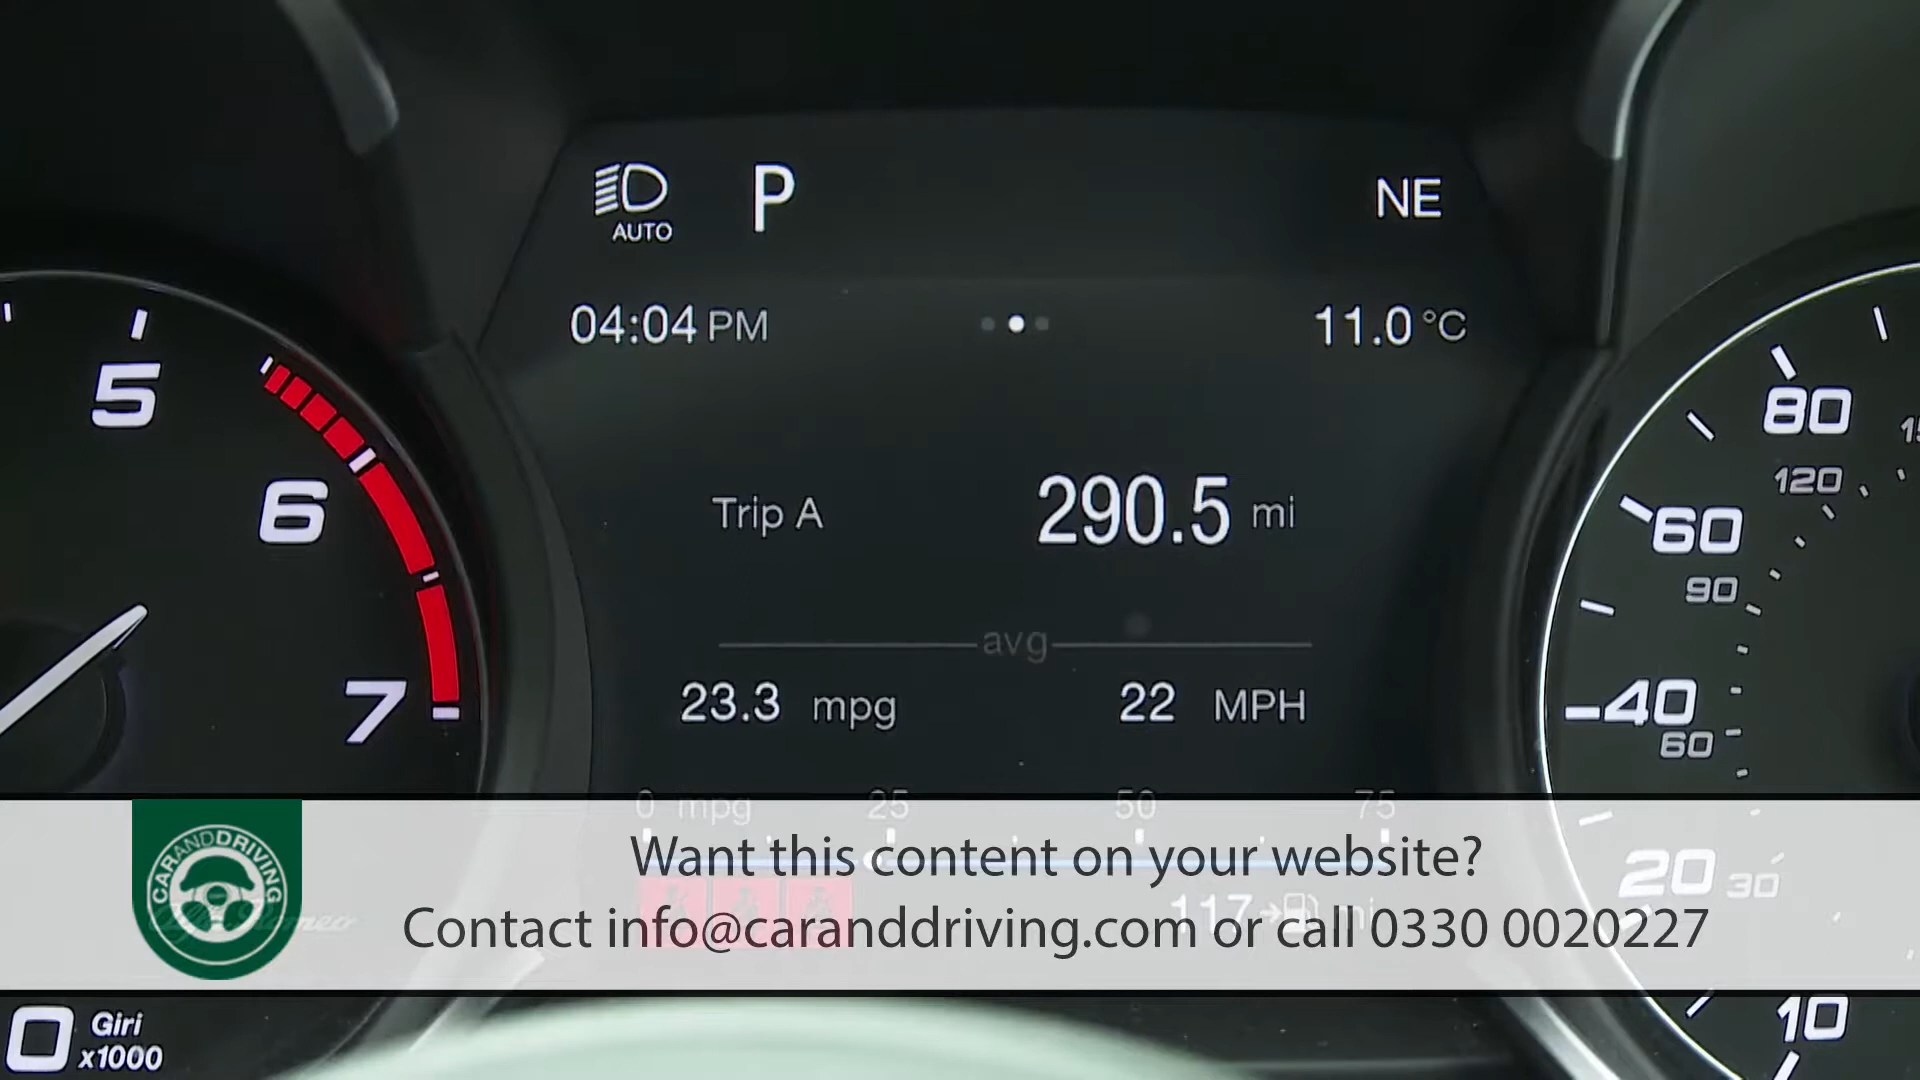 AUTO P NE
04:04 PM 11.0 °C
Trip A 290.5 mi
avg
23.3 mpg 22 MPH
0 mpg 25 50 75
117 mi
5
6
7
0 Giri
x1000
80
120
60
90
40
60
20 30
10
CARANDDRIVING
Want this content on your website?
Contact info@caranddriving.com or call 0330 0020227